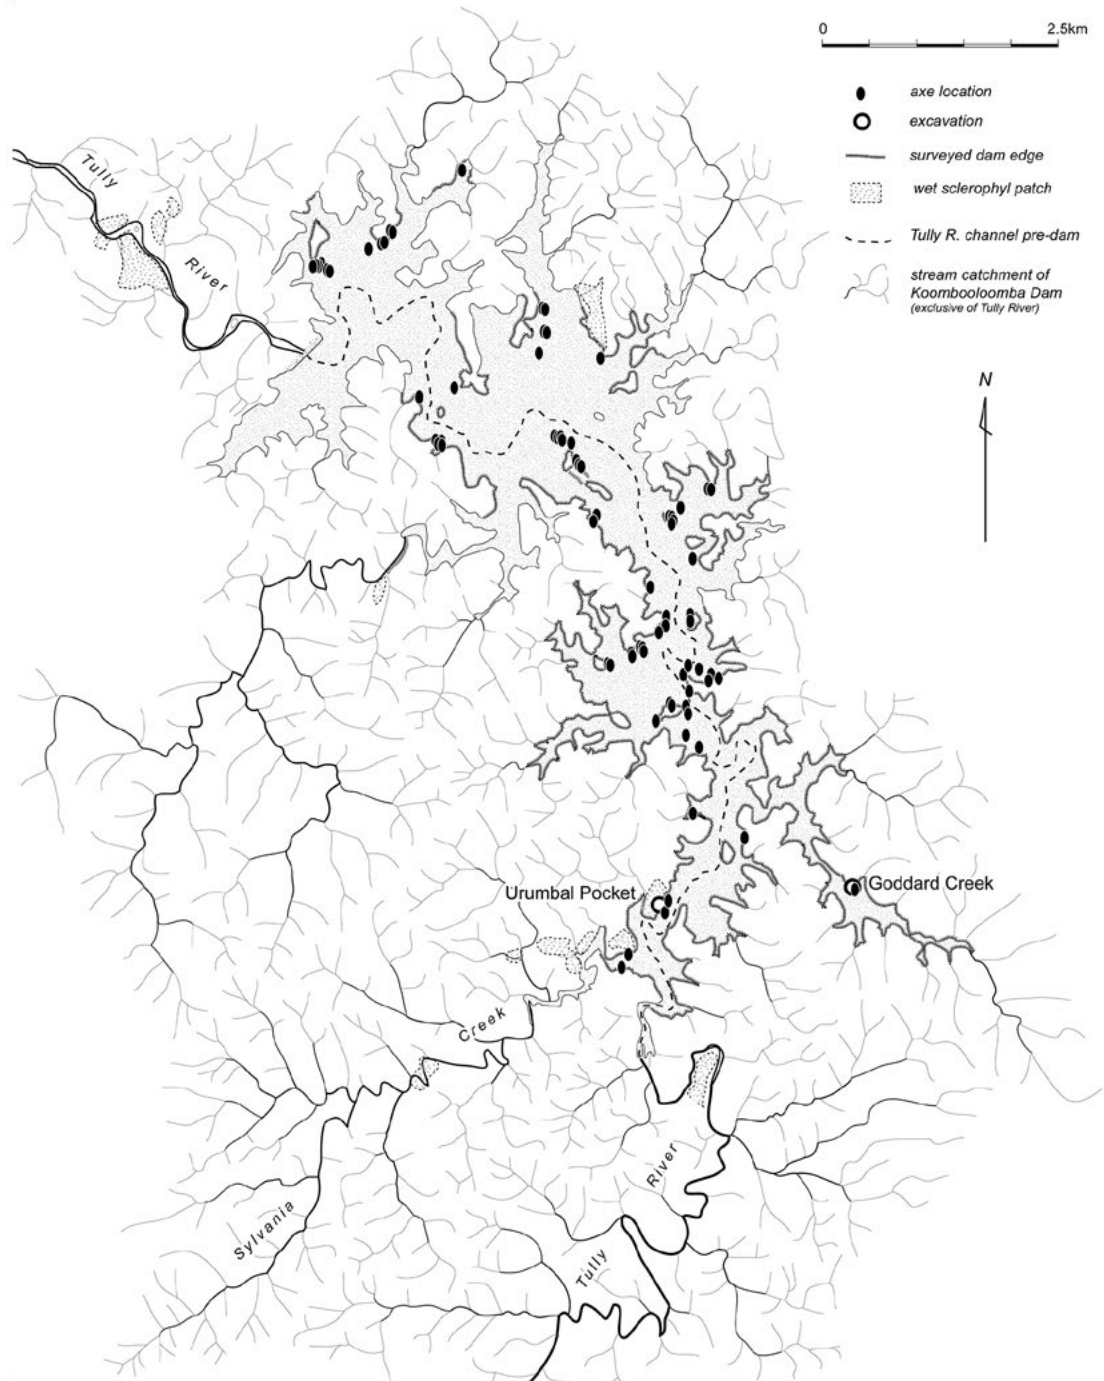 0 2.5km
axe location
excavation
surveyed dam edge
wet sclerophyl patch
Tully R. channel pre-dam
stream catchment of
Koombooloomba Dam
(exclusive of Tully River)
N
Tully
River
Urumbal Pocket
Goddard Creek
Creek
Sylvania
River
Tully